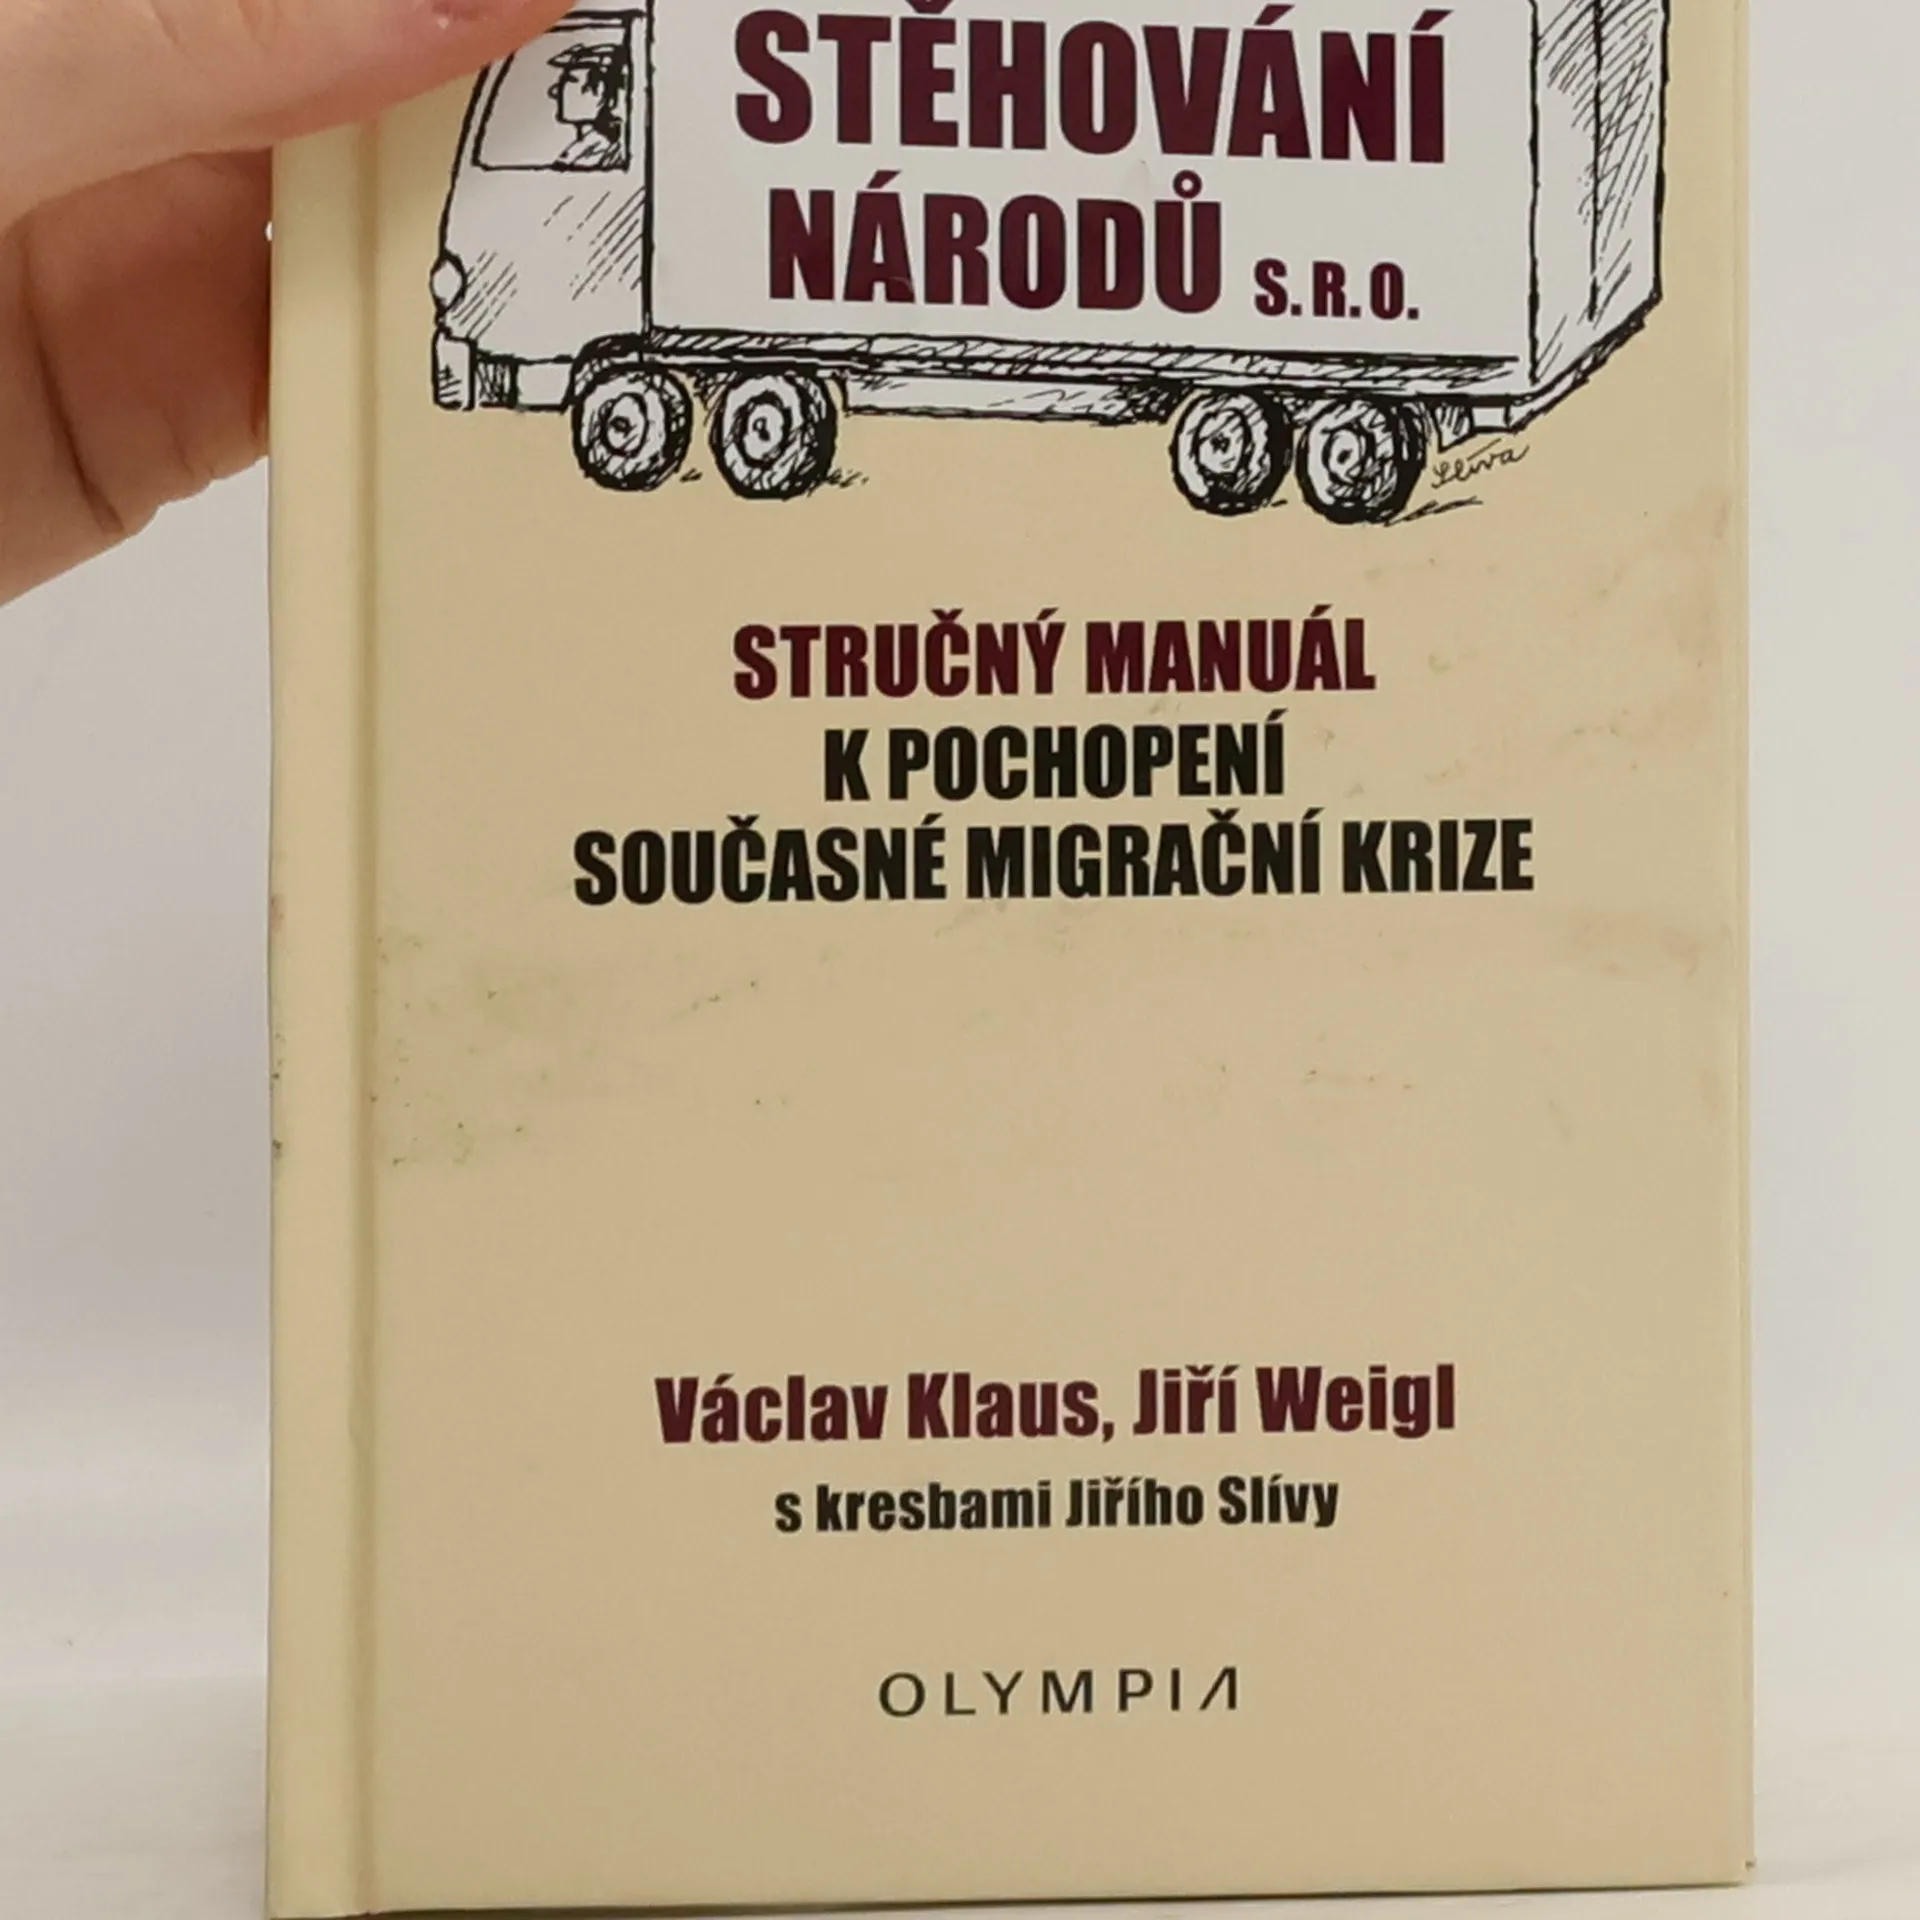 STĚHOVÁNÍ
NÁRODŮ S.R.O.
Slíva
STRUČNÝ MANUÁL
K POCHOPENÍ
SOUČASNÉ MIGRAČNÍ KRIZE
Václav Klaus, Jiří Weigl
s kresbami Jiřího Slívy
OLYMPIA